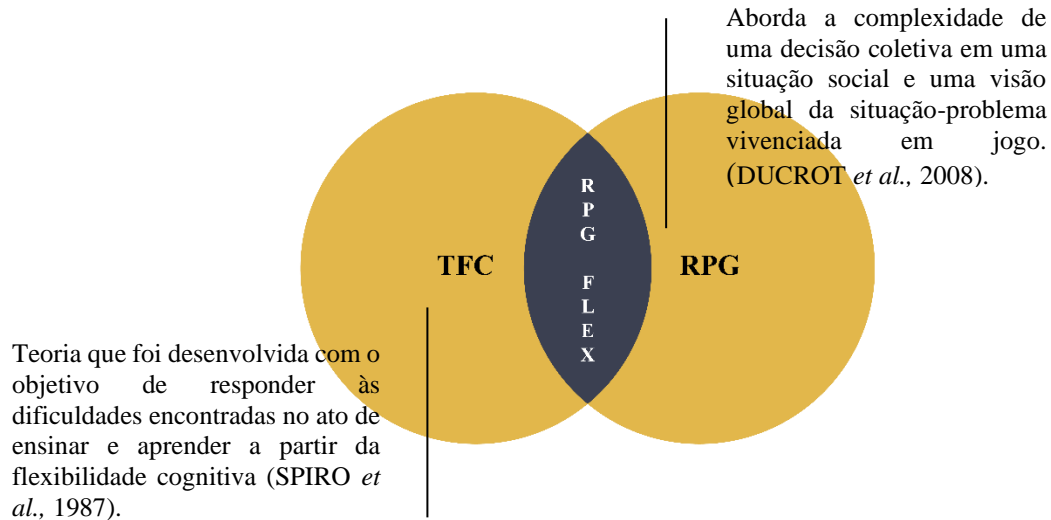 Aborda a complexidade de
uma decisão coletiva em uma
situação social e uma visão
global da situação-problema
vivenciada em jogo.
(DUCROT et al., 2008).
RPG FLEX
TFC
RPG
Teoria que foi desenvolvida com o
objetivo de responder às
dificuldades encontradas no ato de
ensinar e aprender a partir da
flexibilidade cognitiva (SPIRO et
al., 1987).